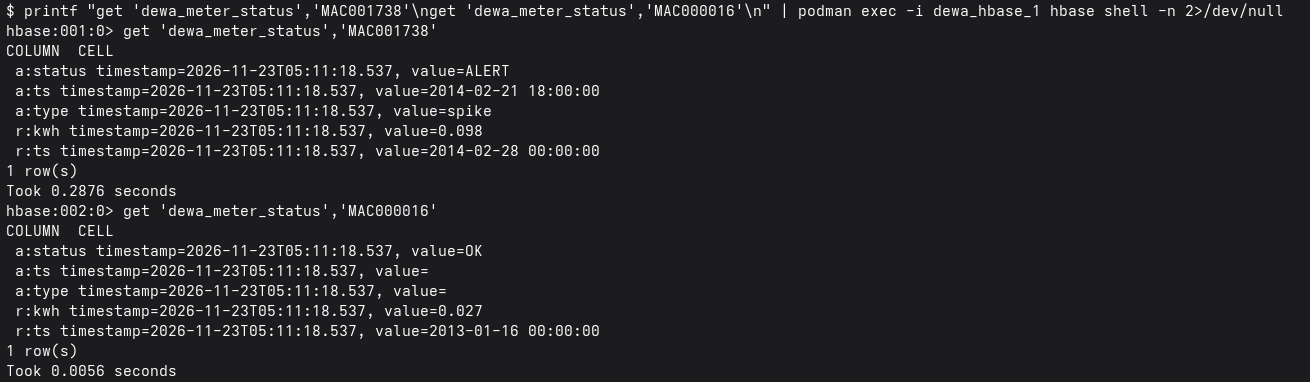 $ printf "get 'dewa_meter_status','MAC001738'\nget 'dewa_meter_status','MAC000016'\n" | podman exec -i dewa_hbase_1 hbase shell -n 2>/dev/null
hbase:001:0> get 'dewa_meter_status','MAC001738'
COLUMN  CELL
 a:status timestamp=2026-11-23T05:11:18.537, value=ALERT
 a:ts timestamp=2026-11-23T05:11:18.537, value=2014-02-21 18:00:00
 a:type timestamp=2026-11-23T05:11:18.537, value=spike
 r:kwh timestamp=2026-11-23T05:11:18.537, value=0.098
 r:ts timestamp=2026-11-23T05:11:18.537, value=2014-02-28 00:00:00
1 row(s)
Took 0.2876 seconds
hbase:002:0> get 'dewa_meter_status','MAC000016'
COLUMN  CELL
 a:status timestamp=2026-11-23T05:11:18.537, value=OK
 a:ts timestamp=2026-11-23T05:11:18.537, value=
 a:type timestamp=2026-11-23T05:11:18.537, value=
 r:kwh timestamp=2026-11-23T05:11:18.537, value=0.027
 r:ts timestamp=2026-11-23T05:11:18.537, value=2013-01-16 00:00:00
1 row(s)
Took 0.0056 seconds